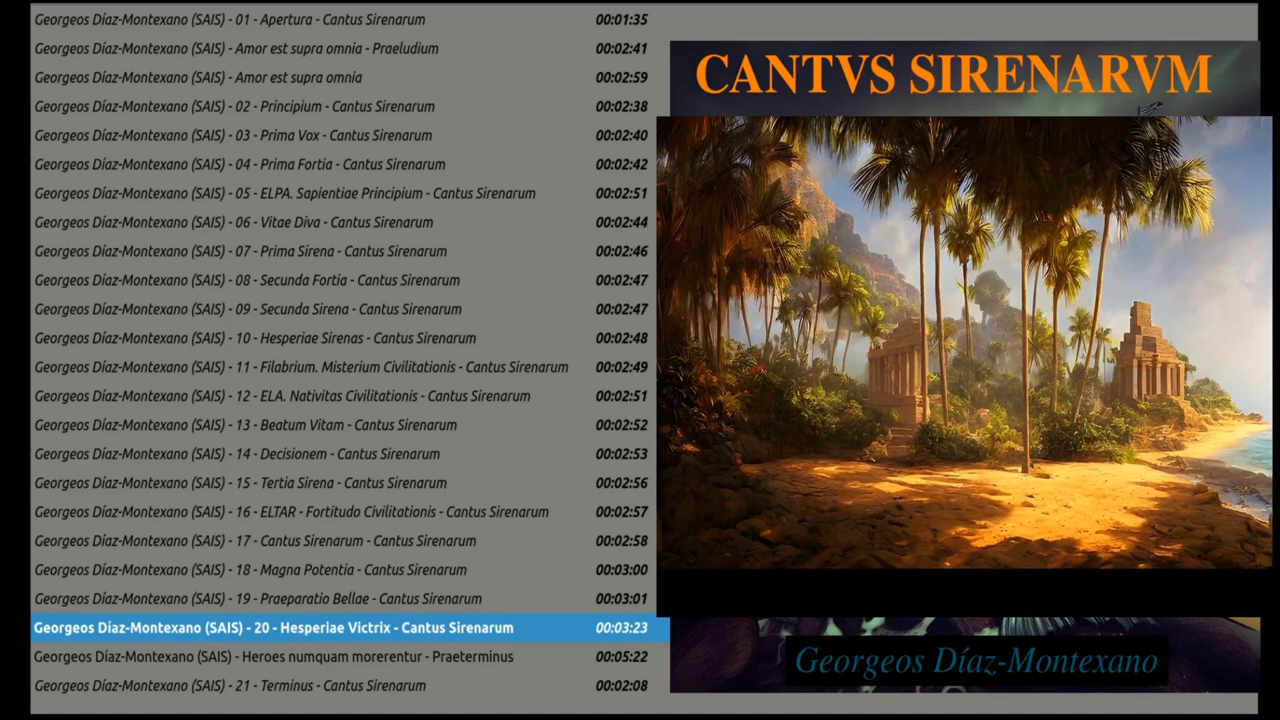 Georgeos Díaz-Montexano (SAIS) - 01 - Apertura - Cantus Sirenarum 00:01:35
Georgeos Díaz-Montexano (SAIS) - Amor est supra omnia - Praeludium 00:02:41
Georgeos Díaz-Montexano (SAIS) - Amor est supra omnia 00:02:59
Georgeos Díaz-Montexano (SAIS) - 02 - Principium - Cantus Sirenarum 00:02:38
Georgeos Díaz-Montexano (SAIS) - 03 - Prima Vox - Cantus Sirenarum 00:02:40
Georgeos Díaz-Montexano (SAIS) - 04 - Prima Fortia - Cantus Sirenarum 00:02:42
Georgeos Díaz-Montexano (SAIS) - 05 - ELPA. Sapientiae Principium - Cantus Sirenarum 00:02:51
Georgeos Díaz-Montexano (SAIS) - 06 - Vitae Diva - Cantus Sirenarum 00:02:44
Georgeos Díaz-Montexano (SAIS) - 07 - Prima Sirena - Cantus Sirenarum 00:02:46
Georgeos Díaz-Montexano (SAIS) - 08 - Secunda Fortia - Cantus Sirenarum 00:02:47
Georgeos Díaz-Montexano (SAIS) - 09 - Secunda Sirena - Cantus Sirenarum 00:02:47
Georgeos Díaz-Montexano (SAIS) - 10 - Hesperiae Sirenas - Cantus Sirenarum 00:02:48
Georgeos Díaz-Montexano (SAIS) - 11 - Filabrium. Misterium Civilitationis - Cantus Sirenarum 00:02:49
Georgeos Díaz-Montexano (SAIS) - 12 - ELA. Nativitas Civilitationis - Cantus Sirenarum 00:02:51
Georgeos Díaz-Montexano (SAIS) - 13 - Beatum Vitam - Cantus Sirenarum 00:02:52
Georgeos Díaz-Montexano (SAIS) - 14 - Decisionem - Cantus Sirenarum 00:02:53
Georgeos Díaz-Montexano (SAIS) - 15 - Tertia Sirena - Cantus Sirenarum 00:02:56
Georgeos Díaz-Montexano (SAIS) - 16 - ELTAR - Fortitudo Civilitationis - Cantus Sirenarum 00:02:57
Georgeos Díaz-Montexano (SAIS) - 17 - Cantus Sirenarum - Cantus Sirenarum 00:02:58
Georgeos Díaz-Montexano (SAIS) - 18 - Magna Potentia - Cantus Sirenarum 00:03:00
Georgeos Díaz-Montexano (SAIS) - 19 - Praeparatio Bellae - Cantus Sirenarum 00:03:01
Georgeos Díaz-Montexano (SAIS) - 20 - Hesperiae Victrix - Cantus Sirenarum 00:03:23
Georgeos Díaz-Montexano (SAIS) - Heroes numquam morerentur - Praeterminus 00:05:22
Georgeos Díaz-Montexano (SAIS) - 21 - Terminus - Cantus Sirenarum 00:02:08
CANTVS SIRENARVM
Georgeos Díaz-Montexano